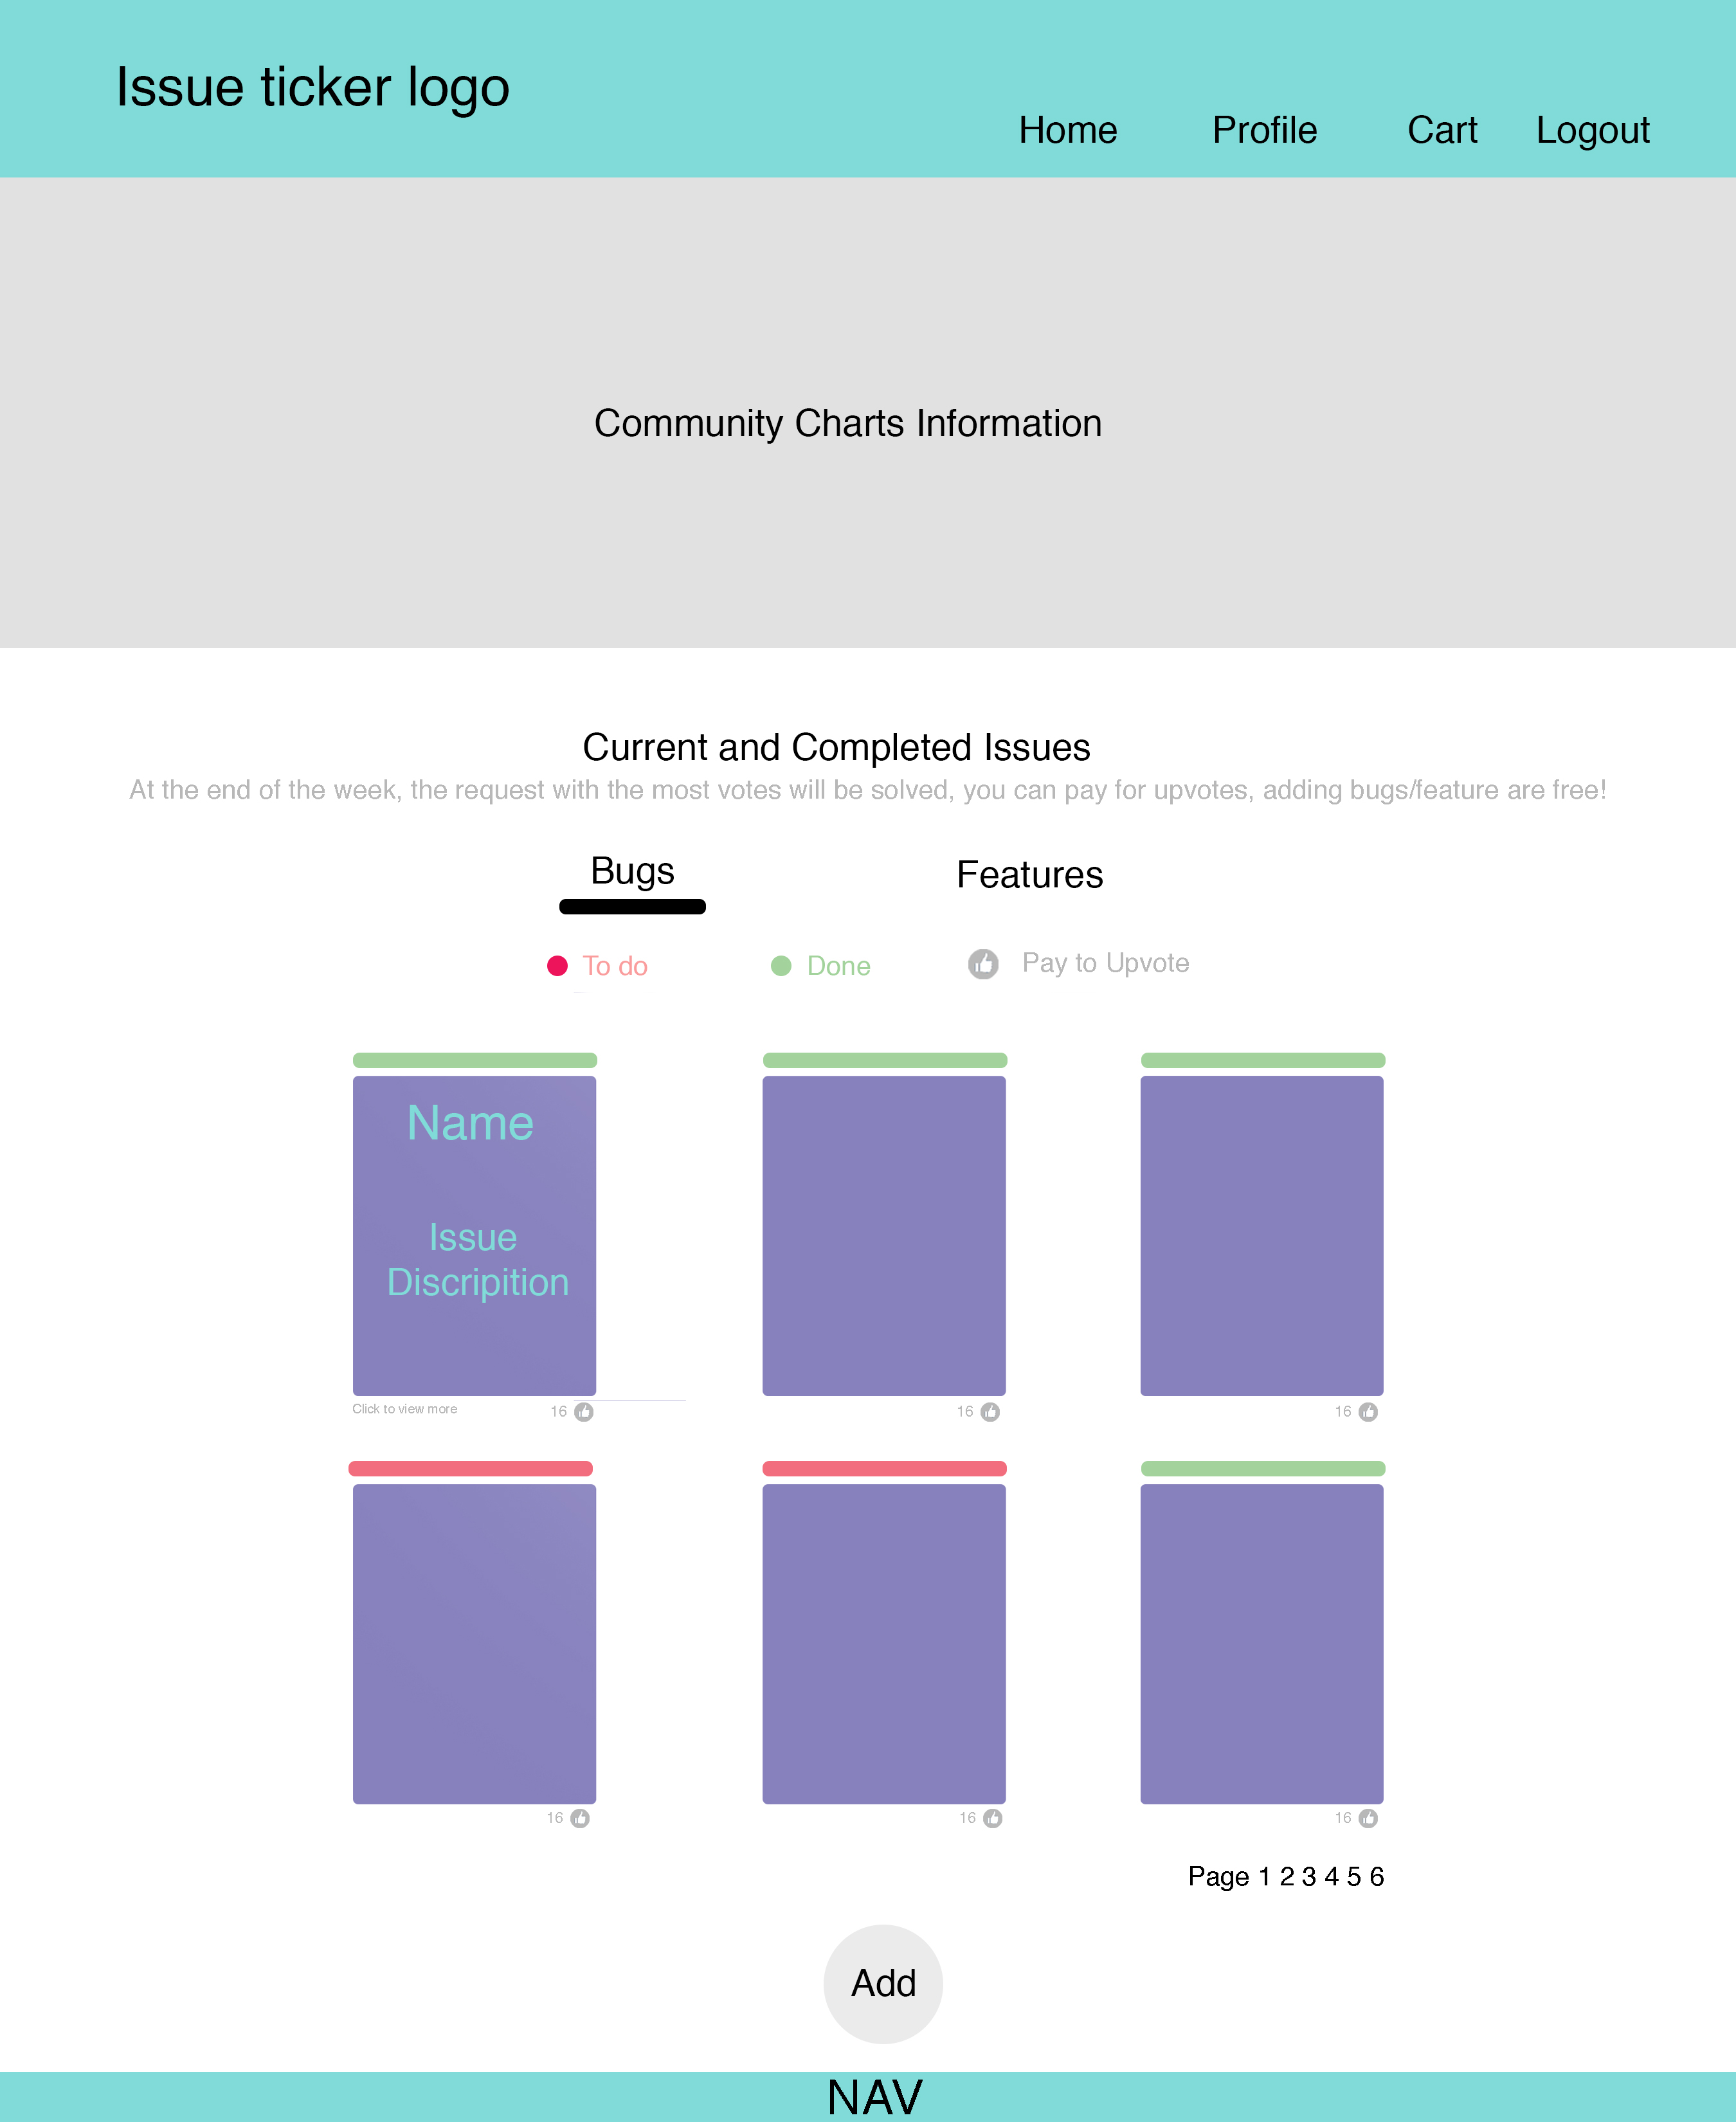 Issue ticker logo
Home Profile Cart Logout
Community Charts Information
Current and Completed Issues
At the end of the week, the request with the most votes will be solved, you can pay for upvotes, adding bugs/feature are free!
Bugs Features
To do Done Pay to Upvote
Name
Issue
Discripition
Click to view more 16 16 16
16 16 16
Page 1 2 3 4 5 6
Add
NAV